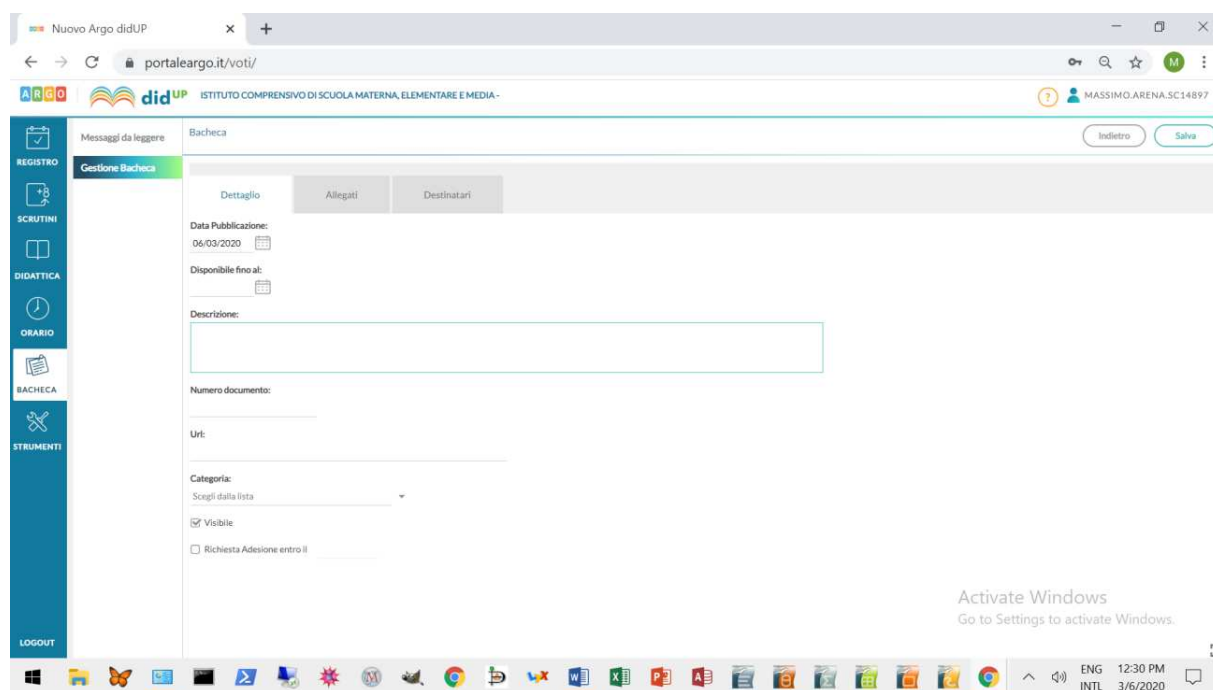 Nuovo Argo didUP
portaleargo.it/voti/
M
ARGO
didUP
ISTITUTO COMPRENSIVO DI SCUOLA MATERNA, ELEMENTARE E MEDIA -
?
MASSIMO.ARENA.SC14897
REGISTRO
SCRUTINI
DIDATTICA
ORARIO
BACHECA
STRUMENTI
LOGOUT
Messaggi da leggere
Gestione Bacheca
Bacheca
Indietro
Salva
Dettaglio
Allegati
Destinatari
Data Pubblicazione:
06/03/2020
Disponibile fino al:
Descrizione:
Numero documento:
Url:
Categoria:
Scegli dalla lista
Visibile
Richiesta Adesione entro il
Activate Windows
Go to Settings to activate Windows.
ENG
INTL
12:30 PM
3/6/2020